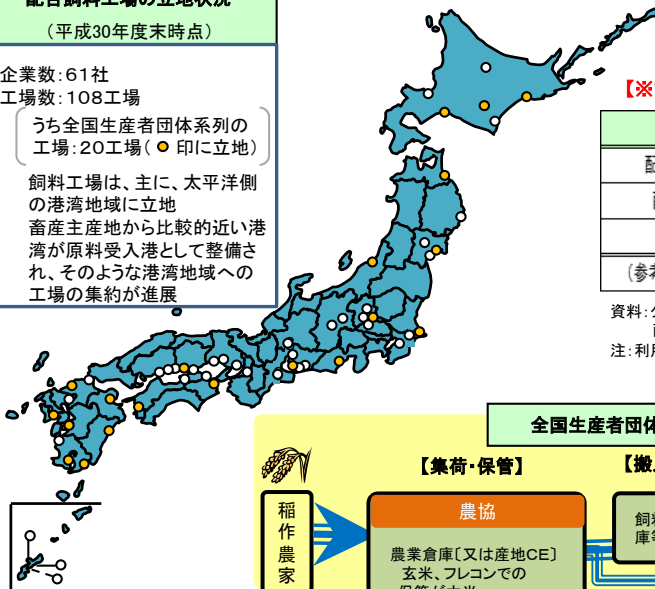 配合飼料工場の立地状況
(平成30年度末時点)
企業数:61社
工場数:108工場
うち全国生産者団体系列の
工場:20工場( 印に立地)
飼料工場は、主に、太平洋側
の港湾地域に立地
畜産主産地から比較的近い港
湾が原料受入港として整備さ
れ、そのような港湾地域への
工場の集約が進展
【※
配
(参考
資料:
注:利用
全国生産者団体
【集荷・保管】
【搬
稲作農家
農協
農業倉庫〔又は産地CE〕
玄米、フレコンでの
飼料
庫等